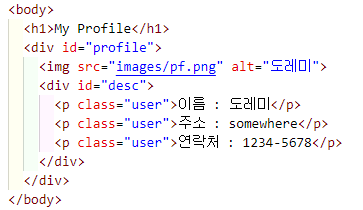 <body>
<h1>My Profile</h1>
<div id="profile">
<img src="images/pf.png" alt="도레미">
<div id="desc">
<p class="user">이름 : 도레미</p>
<p class="user">주소 : somewhere</p>
<p class="user">연락처 : 1234-5678</p>
</div>
</div>
</body>